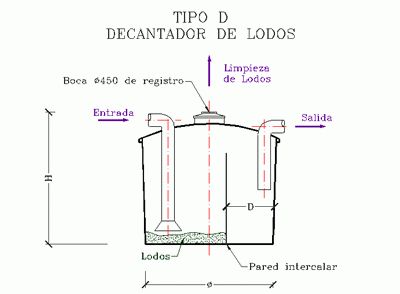 TIPO D
DECANTADOR DE LODOS
Limpieza
de Lodos
Boca ø450 de registro
Entrada
Salida
H
D
Lodos
Pared intercalar
ø